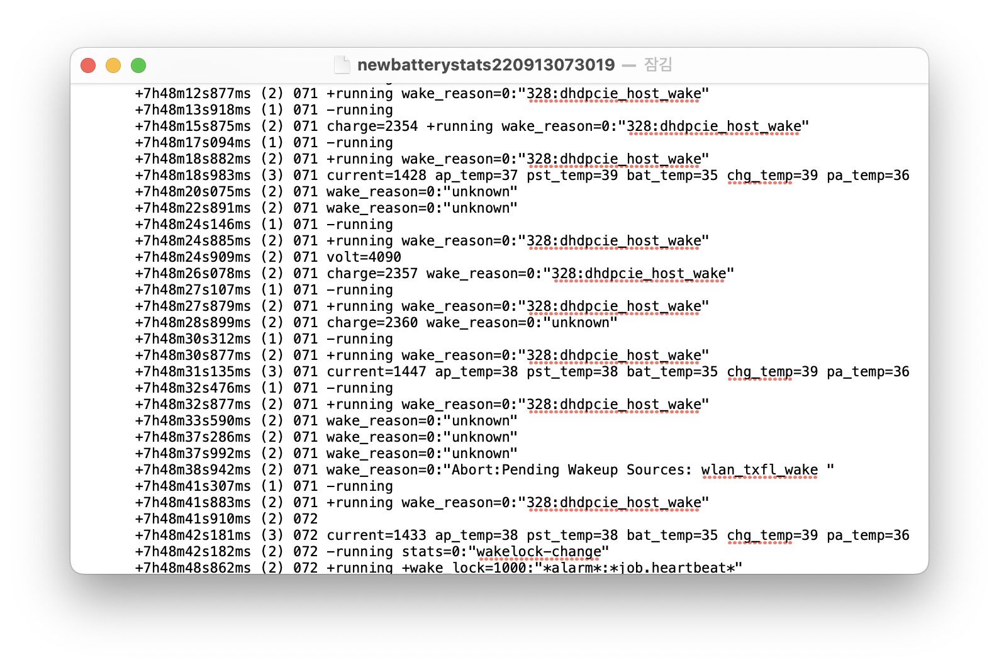 newbatterystats220913073019 — 잠김
+7h48m12s877ms (2) 071 +running wake_reason=0:"328:dhdpcie_host_wake"
+7h48m13s918ms (1) 071 -running
+7h48m15s875ms (2) 071 charge=2354 +running wake_reason=0:"328:dhdpcie_host_wake"
+7h48m17s094ms (1) 071 -running
+7h48m18s882ms (2) 071 +running wake_reason=0:"328:dhdpcie_host_wake"
+7h48m18s983ms (3) 071 current=1428 ap_temp=37 pst_temp=39 bat_temp=35 chg_temp=39 pa_temp=36
+7h48m20s075ms (2) 071 wake_reason=0:"unknown"
+7h48m22s891ms (2) 071 wake_reason=0:"unknown"
+7h48m24s146ms (1) 071 -running
+7h48m24s885ms (2) 071 +running wake_reason=0:"328:dhdpcie_host_wake"
+7h48m24s909ms (2) 071 volt=4090
+7h48m26s078ms (2) 071 charge=2357 wake_reason=0:"328:dhdpcie_host_wake"
+7h48m27s107ms (1) 071 -running
+7h48m27s879ms (2) 071 +running wake_reason=0:"328:dhdpcie_host_wake"
+7h48m28s899ms (2) 071 charge=2360 wake_reason=0:"unknown"
+7h48m30s312ms (1) 071 -running
+7h48m30s877ms (2) 071 +running wake_reason=0:"328:dhdpcie_host_wake"
+7h48m31s135ms (3) 071 current=1447 ap_temp=38 pst_temp=38 bat_temp=35 chg_temp=39 pa_temp=36
+7h48m32s476ms (1) 071 -running
+7h48m32s877ms (2) 071 +running wake_reason=0:"328:dhdpcie_host_wake"
+7h48m33s590ms (2) 071 wake_reason=0:"unknown"
+7h48m37s286ms (2) 071 wake_reason=0:"unknown"
+7h48m37s992ms (2) 071 wake_reason=0:"unknown"
+7h48m38s942ms (2) 071 wake_reason=0:"Abort:Pending Wakeup Sources: wlan_txfl_wake "
+7h48m41s307ms (1) 071 -running
+7h48m41s883ms (2) 071 +running wake_reason=0:"328:dhdpcie_host_wake"
+7h48m41s910ms (2) 072
+7h48m42s181ms (3) 072 current=1433 ap_temp=38 pst_temp=38 bat_temp=35 chg_temp=39 pa_temp=36
+7h48m42s182ms (2) 072 -running stats=0:"wakelock-change"
+7h48m48s862ms (2) 072 +running +wake_lock=1000:"*alarm*:*job.heartbeat*"